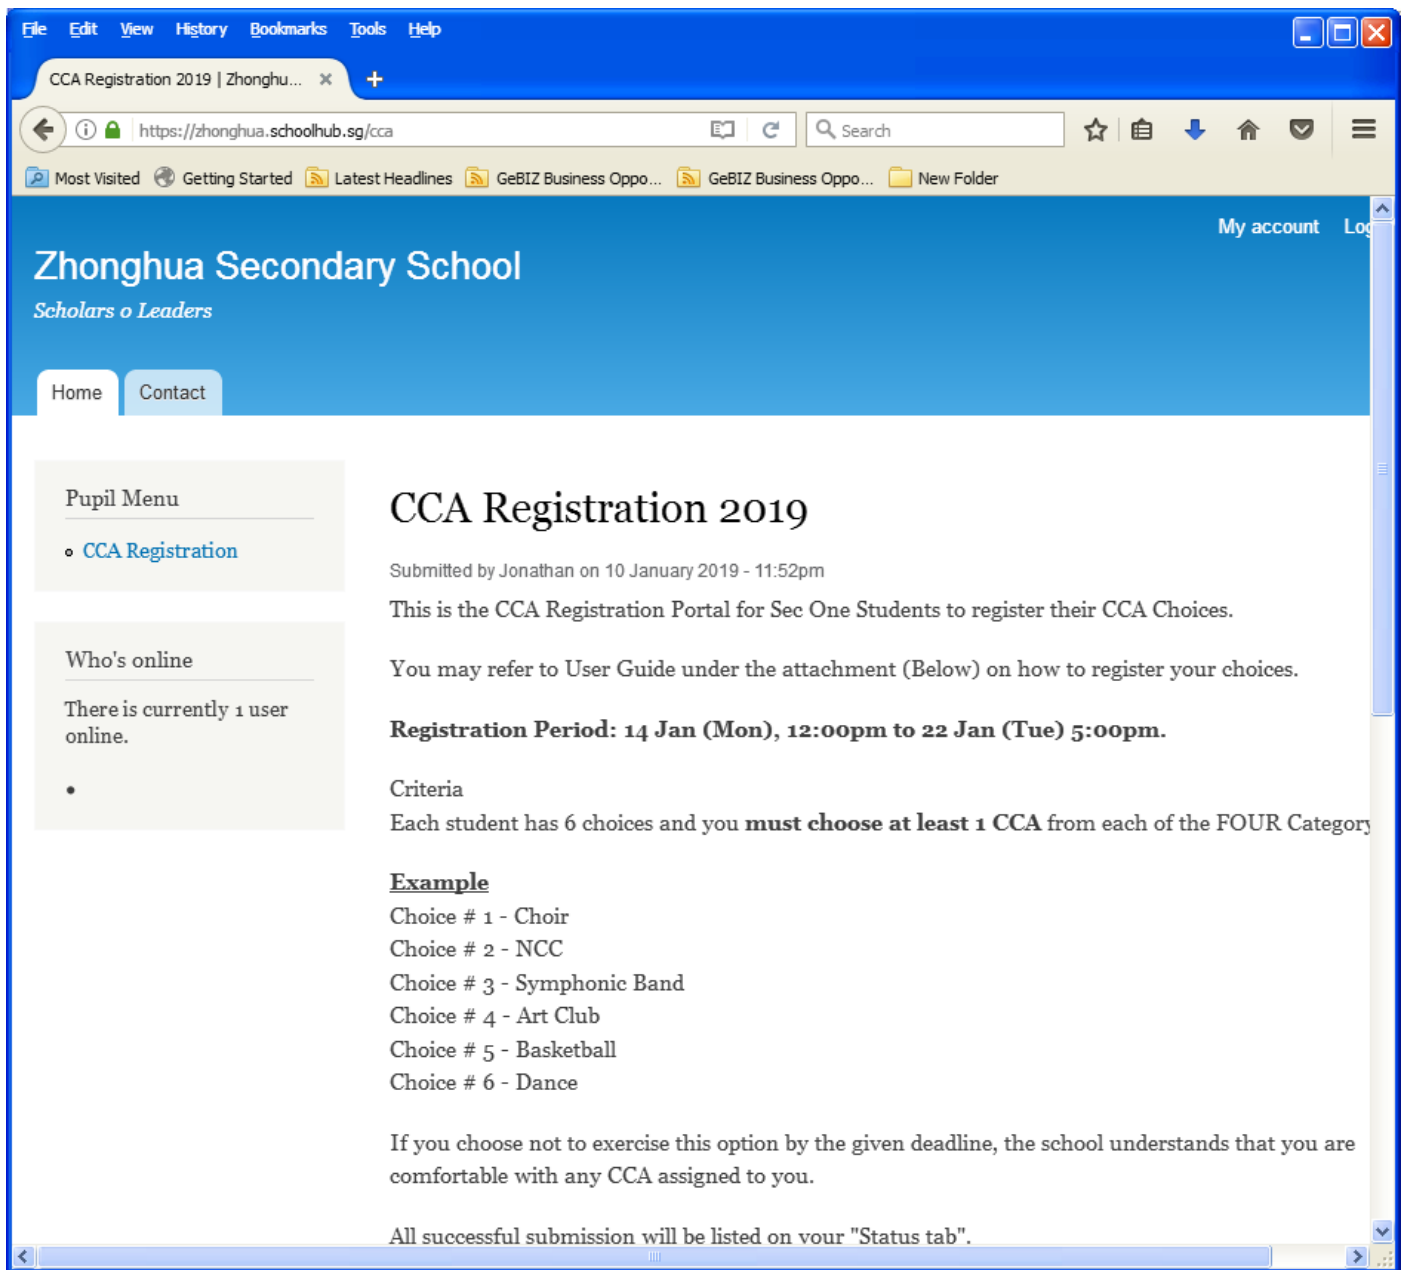 File Edit View History Bookmarks Tools Help
CCA Registration 2019 | Zhonghu...
https://zhonghua.schoolhub.sg/cca
Search
Most Visited Getting Started Latest Headlines GeBIZ Business Oppo... GeBIZ Business Oppo... New Folder
My account Log
Zhonghua Secondary School
Scholars o Leaders
Home Contact
Pupil Menu
CCA Registration
Who's online
There is currently 1 user
online.
CCA Registration 2019
Submitted by Jonathan on 10 January 2019 - 11:52pm
This is the CCA Registration Portal for Sec One Students to register their CCA Choices.
You may refer to User Guide under the attachment (Below) on how to register your choices.
Registration Period: 14 Jan (Mon), 12:00pm to 22 Jan (Tue) 5:00pm.
Criteria
Each student has 6 choices and you must choose at least 1 CCA from each of the FOUR Category
Example
Choice # 1 - Choir
Choice # 2 - NCC
Choice # 3 - Symphonic Band
Choice # 4 - Art Club
Choice # 5 - Basketball
Choice # 6 - Dance
If you choose not to exercise this option by the given deadline, the school understands that you are
comfortable with any CCA assigned to you.
All successful submission will be listed on your "Status tab".